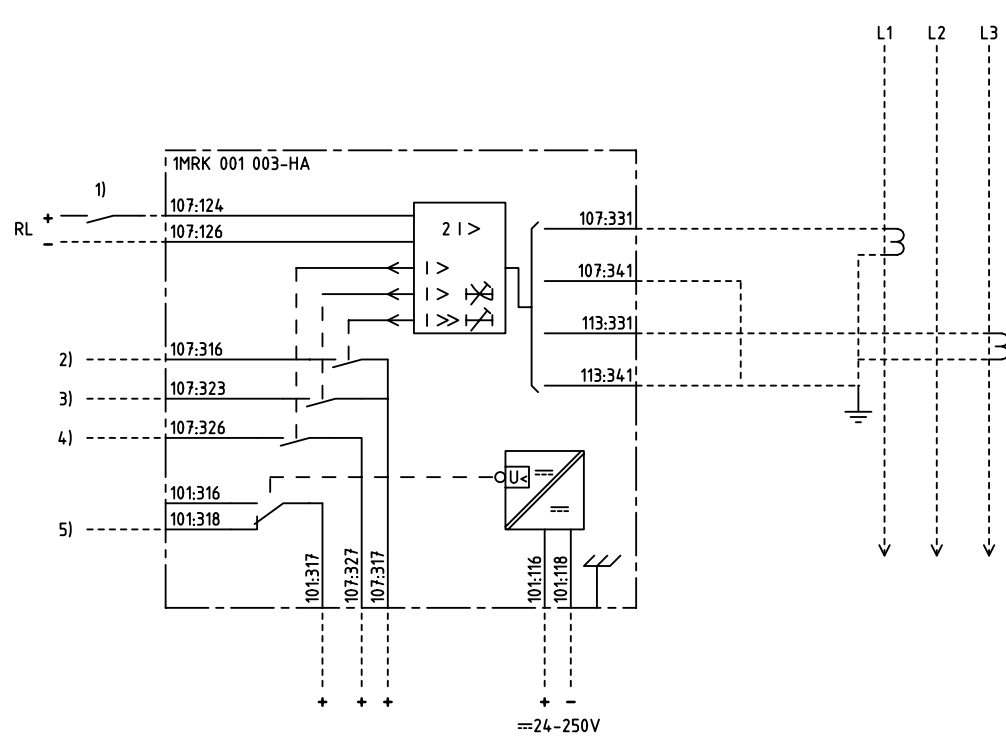 L1 L2 L3
1MRK 001 003-HA
1)
107:124
RL + 
-
107:126
2 I >
107:331
I >
107:341
I >
I >>
113:331
2) 107:316
3) 107:323
113:341
4) 107:326
U<
101:316
5) 101:318
101:317
107:327
107:317
101:116
101:118
+ + + + -
24-250V